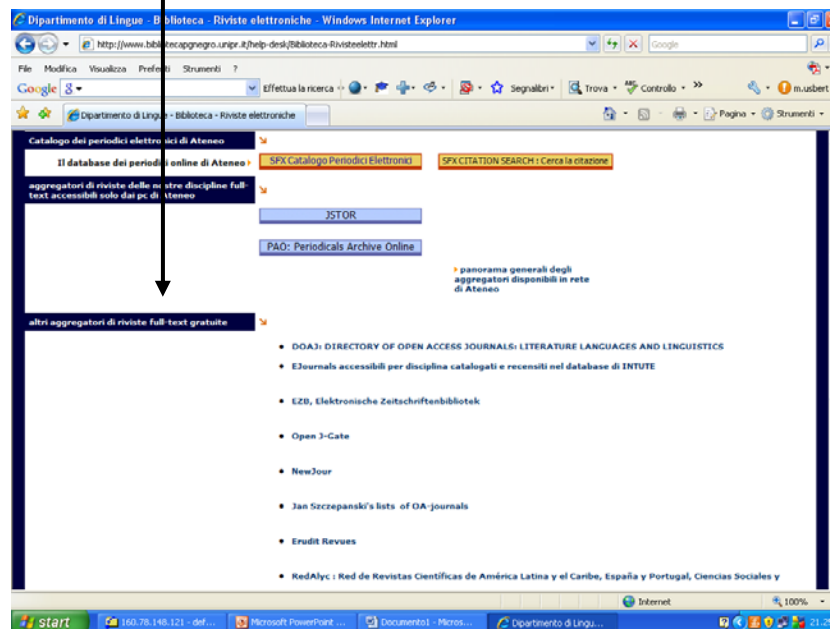 Dipartimento di Lingue - Biblioteca - Riviste elettroniche - Windows Internet Explorer
http://www.bibliotecapgnegro.unipr.it/help-desk/Biblioteca-Rivisteelettr.html
Google
File Modifica Visualizza Preferiti Strumenti ?
Google Effettua la ricerca Segnalibri Trova Controllo » m.usbert
Dipartimento di Lingue - Biblioteca - Riviste elettroniche Pagina Strumenti
Catalogo dei periodici elettronici di Ateneo
Il database dei periodici online di Ateneo SFX Catalogo Periodici Elettronici SFX CITATION SEARCH : Cerca la citazione
aggregatori di riviste delle nostre discipline full-
text accessibili solo dai pc di Ateneo
JSTOR
PAO: Periodicals Archive Online
panorama generali degli
aggregatori disponibili in rete
di Ateneo
altri aggregatori di riviste full-text gratuite
• DOAJ: DIRECTORY OF OPEN ACCESS JOURNALS: LITERATURE LANGUAGES AND LINGUISTICS
• EJournals accessibili per disciplina catalogati e recensiti nel database di INTUTE
• EZB, Elektronische Zeitschriftenbibliotek
• Open J-Gate
• NewJour
• Jan Szczepanski's lists of OA-journals
• Erudit Revues
• RedAlyc : Red de Revistas Científicas de América Latina y el Caribe, España y Portugal, Ciencias Sociales y
Internet 100%
start 160.78.148.121 - def... Microsoft PowerPoint ... Documento1 - Micros... Dipartimento di Lingu... 21.25